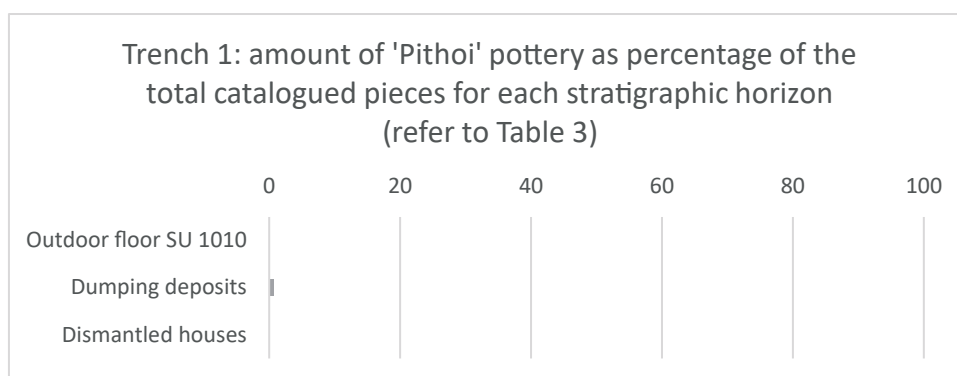 Trench 1: amount of 'Pithoi' pottery as percentage of the
total catalogued pieces for each stratigraphic horizon
(refer to Table 3)
0 20 40 60 80 100
Outdoor floor SU 1010
Dumping deposits
Dismantled houses